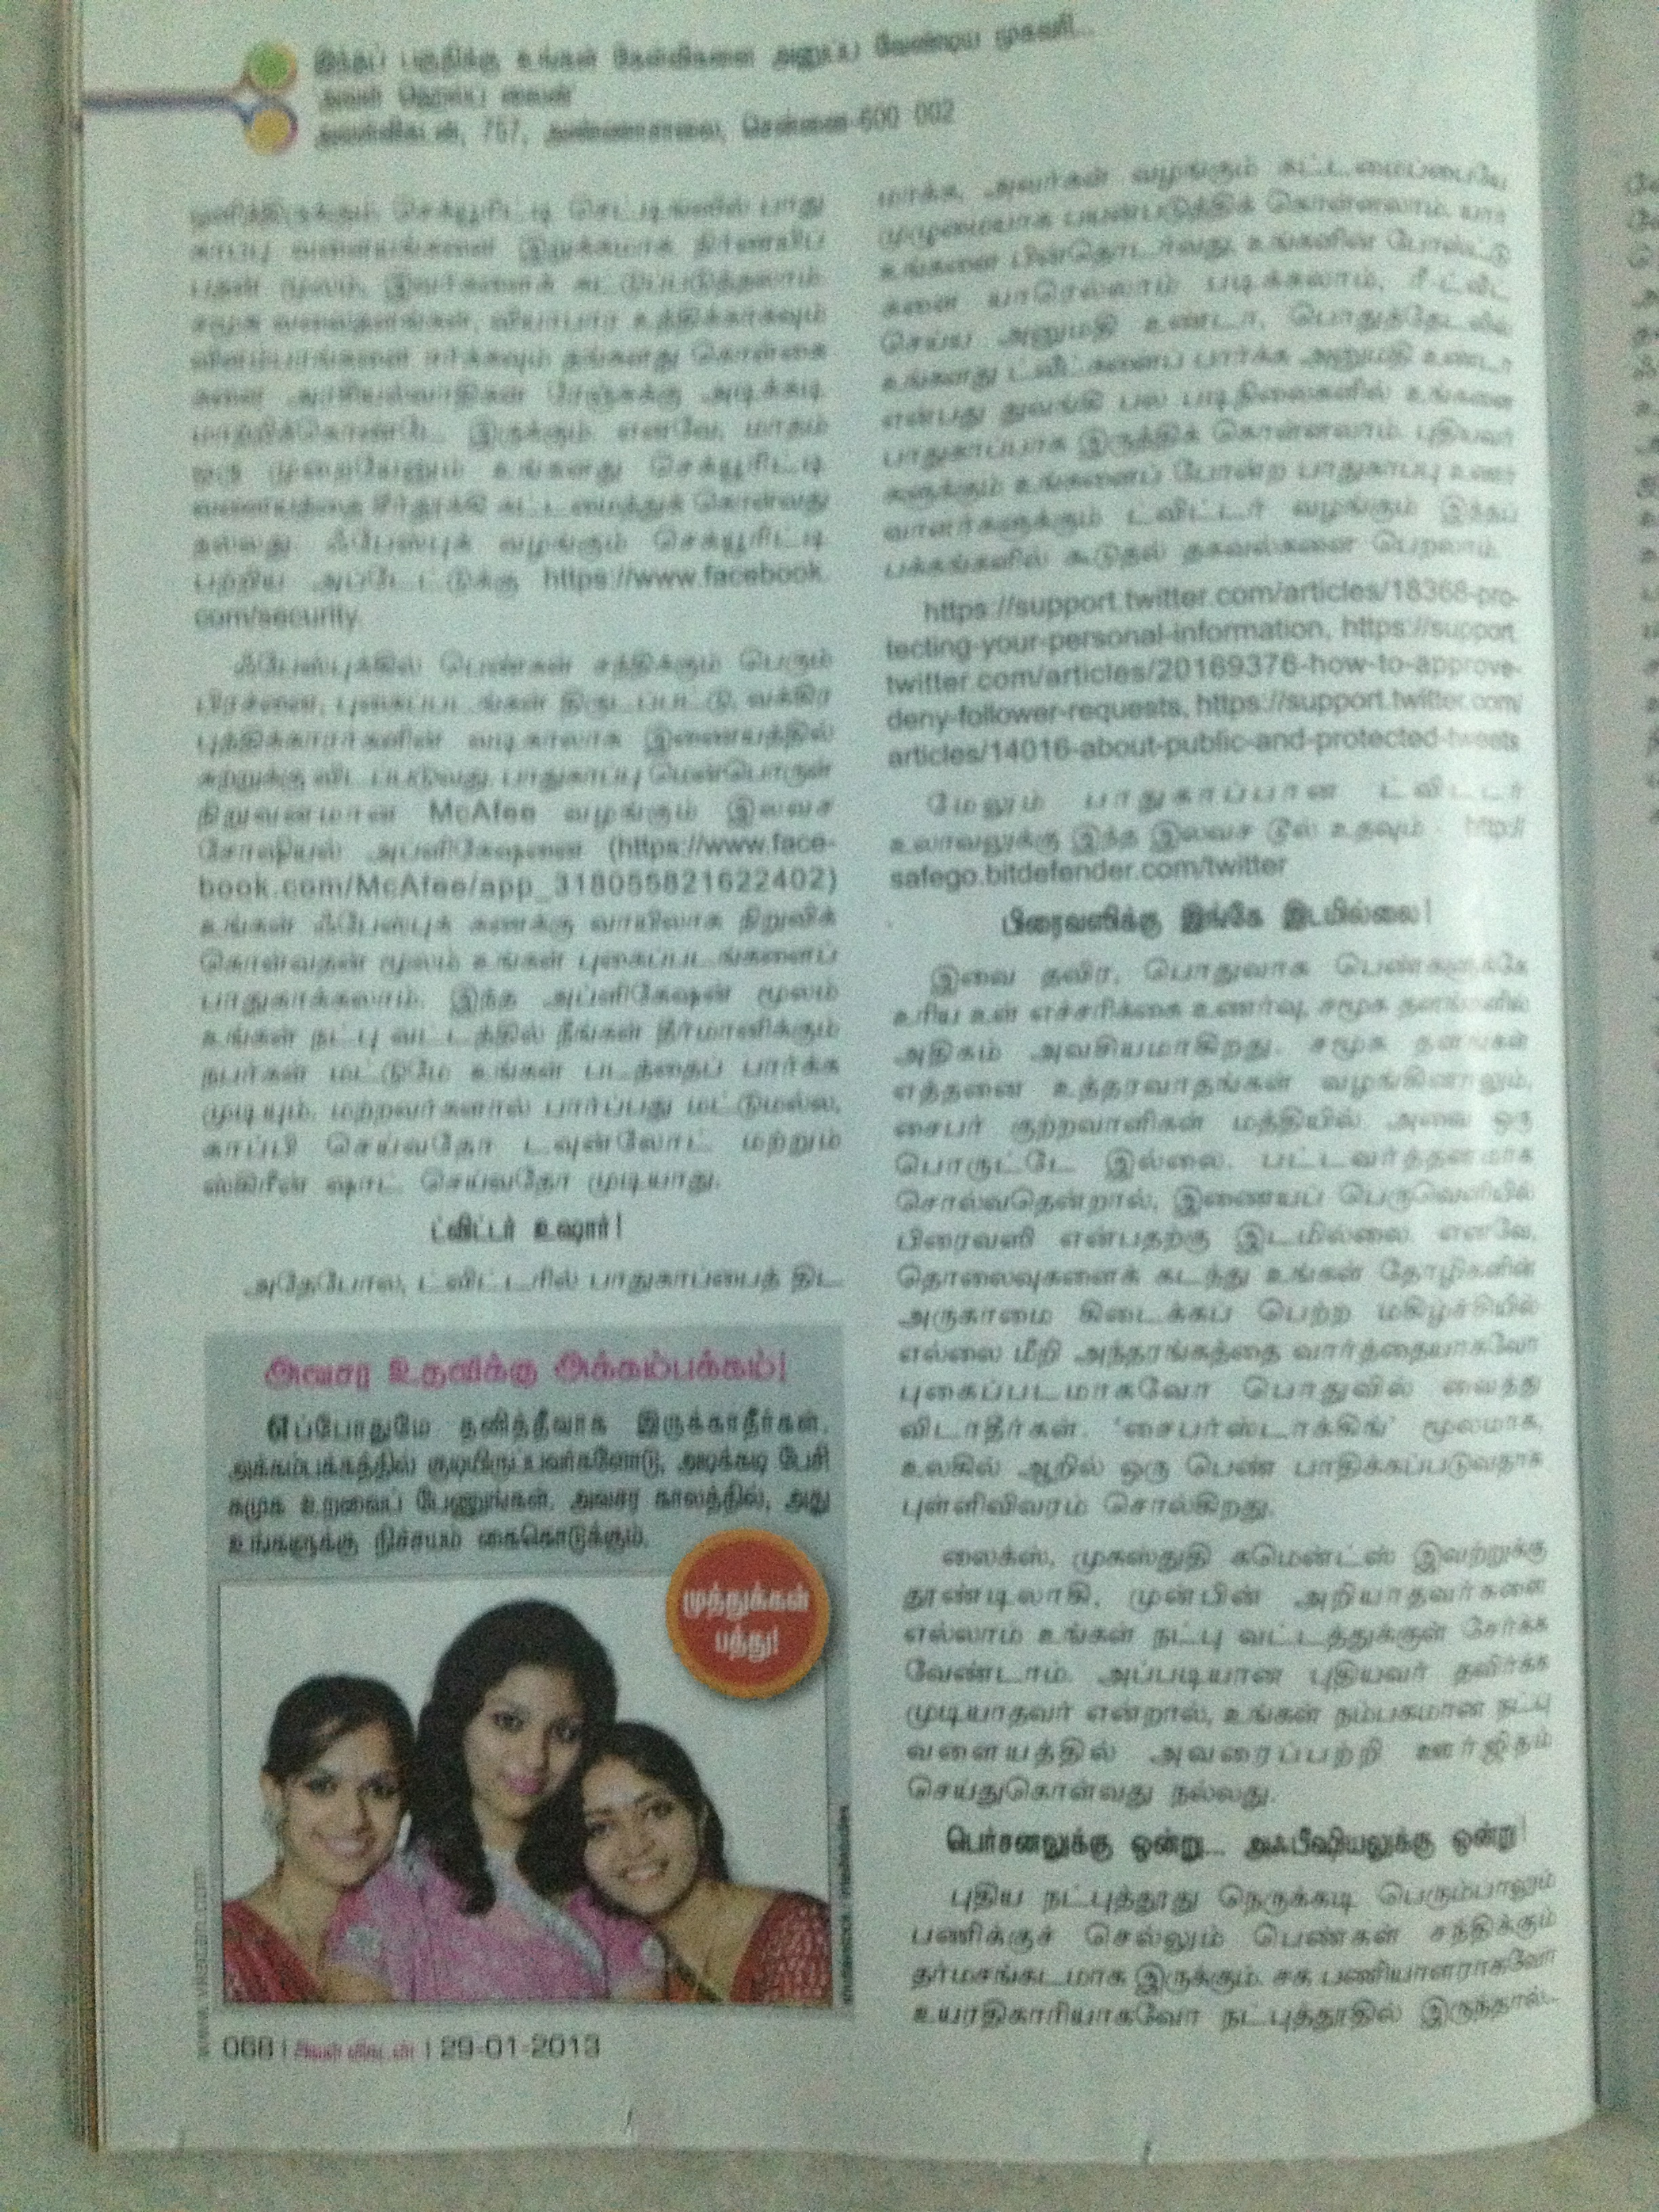 இந்தப் பகுதிக்கு உங்கள் கேள்விகளை அனுப்ப வேண்டிய முகவரி...
அவள் விகடன், 757, அண்ணாசாலை, சென்னை-600 002
செக்யூரிட்டி செட்டிங்ஸில் பாது
காப்பு வளையங்களை இறுக்கமாக நிர்ணயிப்
பதன் மூலம், இவர்களைக் கட்டுப்படுத்தலாம்.
சமூக வலைதளங்கள், வியாபார உத்திக்காகவும்
விளம்பரங்களை ஈர்க்கவும் தங்களது கொள்கை
களை அரசியல்வாதிகள் ரேஞ்சுக்கு அடிக்கடி
மாற்றிக்கொண்டே இருக்கும். எனவே, மாதம்
ஒரு முறையேனும் உங்களது செக்யூரிட்டி
வளையத்தை சீர்தூக்கி கட்டமைத்துக் கொள்வது
நல்லது. ஃபேஸ்புக் வழங்கும் செக்யூரிட்டி
பற்றிய அப்டேட்டுக்கு https://www.facebook.
com/security
ஃபேஸ்புக்கில் பெண்கள் சந்திக்கும் பெரும்
பிரச்னை, புகைப்படங்கள் திருடப்பட்டு, வக்கிர
புத்திக்காரர்களின் வடிகாலாக இணையத்தில்
சுற்றுக்கு விடப்படுவது. பாதுகாப்பு மென்பொருள்
நிறுவனமான McAfee வழங்கும் இலவச
சோஷியல் அப்ளிகேஷனை (https://www.face-
book.com/McAfee/app_318055821622402)
உங்கள் ஃபேஸ்புக் கணக்கு வாயிலாக நிறுவிக்
கொள்வதன் மூலம் உங்கள் புகைப்படங்களைப்
பாதுகாக்கலாம். இந்த அப்ளிகேஷன் மூலம்
உங்கள் நட்பு வட்டத்தில் நீங்கள் தீர்மானிக்கும்
நபர்கள் மட்டுமே உங்கள் படத்தைப் பார்க்க
முடியும். மற்றவர்களால் பார்ப்பது மட்டுமல்ல,
காப்பி செய்வதோ டவுன்லோட் மற்றும்
ஸ்கிரீன் ஷாட் செய்வதோ முடியாது.
ட்விட்டர் உஷார்!
அதேபோல, ட்விட்டரில் பாதுகாப்பைத் திட
மாக்க, அவர்கள் வழங்கும் கட்டமைப்பையே
முழுமையாக பயன்படுத்திக் கொள்ளலாம். யார்
உங்களை பின்தொடர்வது, உங்களின் போஸ்ட்டு
களை யாரெல்லாம் படிக்கலாம், ரீ-ட்வீட்
செய்ய அனுமதி உண்டா, பொதுத்தேடலில்
உங்களது ட்வீட்களைப் பார்க்க அனுமதி உண்டா
என்பது துவங்கி பல படிநிலைகளில் உங்களை
பாதுகாப்பாக இருத்திக் கொள்ளலாம். புதியவர்
களுக்கும் உங்களைப் போன்ற பாதுகாப்பு உணர்
வாளர்களுக்கும் ட்விட்டர் வழங்கும் இந்தப்
பக்கங்களில் கூடுதல் தகவல்களை பெறலாம்.
https://support.twitter.com/articles/18368-pro-
tecting-your-personal-information, https://support.
twitter.com/articles/20169376-how-to-approve-
deny-follower-requests, https://support.twitter.com/
articles/14016-about-public-and-protected-tweets
மேலும் பாதுகாப்பான ட்விட்டர்
உலாவலுக்கு இந்த இலவச டூல் உதவும் - http://
safego.bitdefender.com/twitter
பிரைவஸிக்கு இங்கே இடமில்லை!
இவை தவிர, பொதுவாக பெண்களுக்கே
உரிய உள் எச்சரிக்கை உணர்வு, சமூக தளங்களில்
அதிகம் அவசியமாகிறது. சமூக தளங்கள்
எத்தனை உத்தரவாதங்கள் வழங்கினாலும்,
சைபர் குற்றவாளிகள் மத்தியில் அவை ஒரு
பொருட்டே இல்லை. பட்டவர்த்தனமாக
சொல்வதென்றால், இணையப் பெருவெளியில்
பிரைவஸி என்பதற்கு இடமில்லை. எனவே,
தொலைவுகளைக் கடந்து உங்கள் தோழிகளின்
அருகாமை கிடைக்கப் பெற்ற மகிழ்ச்சியில்
எல்லை மீறி அந்தரங்கத்தை வார்த்தையாகவோ
புகைப்படமாகவோ பொதுவில் வைத்து
விடாதீர்கள். 'சைபர்ஸ்டாக்கிங்' மூலமாக,
உலகில் ஆறில் ஒரு பெண் பாதிக்கப்படுவதாக
புள்ளிவிவரம் சொல்கிறது.
லைக்ஸ், முகஸ்துதி கமெண்ட்ஸ் இவற்றுக்கு
தூண்டிலாகி, முன்பின் அறியாதவர்களை
எல்லாம் உங்கள் நட்பு வட்டத்துக்குள் சேர்க்க
வேண்டாம். அப்படியான புதியவர் தவிர்க்க
முடியாதவர் என்றால், உங்கள் நம்பகமான நட்பு
வளையத்தில் அவரைப்பற்றி ஊர்ஜிதம்
செய்துகொள்வது நல்லது.
பெர்சனலுக்கு ஒன்று... அஃபீஷியலுக்கு ஒன்று!
புதிய நட்புத்தூது நெருக்கடி பெரும்பாலும்
பணிக்குச் செல்லும் பெண்கள் சந்திக்கும்
தர்மசங்கடமாக இருக்கும். சக பணியாளராகவோ
உயரதிகாரியாகவோ நட்புத்தூதில் இருந்தால்...
அவசர உதவிக்கு அக்கம்பக்கம்!
எப்போதுமே தனித்தீவாக இருக்காதீர்கள்.
அக்கம்பக்கத்தில் குடியிருப்பவர்களோடு, அடிக்கடி பேசி
சுமுக உறவைப் பேணுங்கள். அவசர காலத்தில், அது
உங்களுக்கு நிச்சயம் கைகொடுக்கும்.
முத்துக்கள்
பத்து!
www.vikatan.com
068 | அவள் விகடன் | 29-01-2013